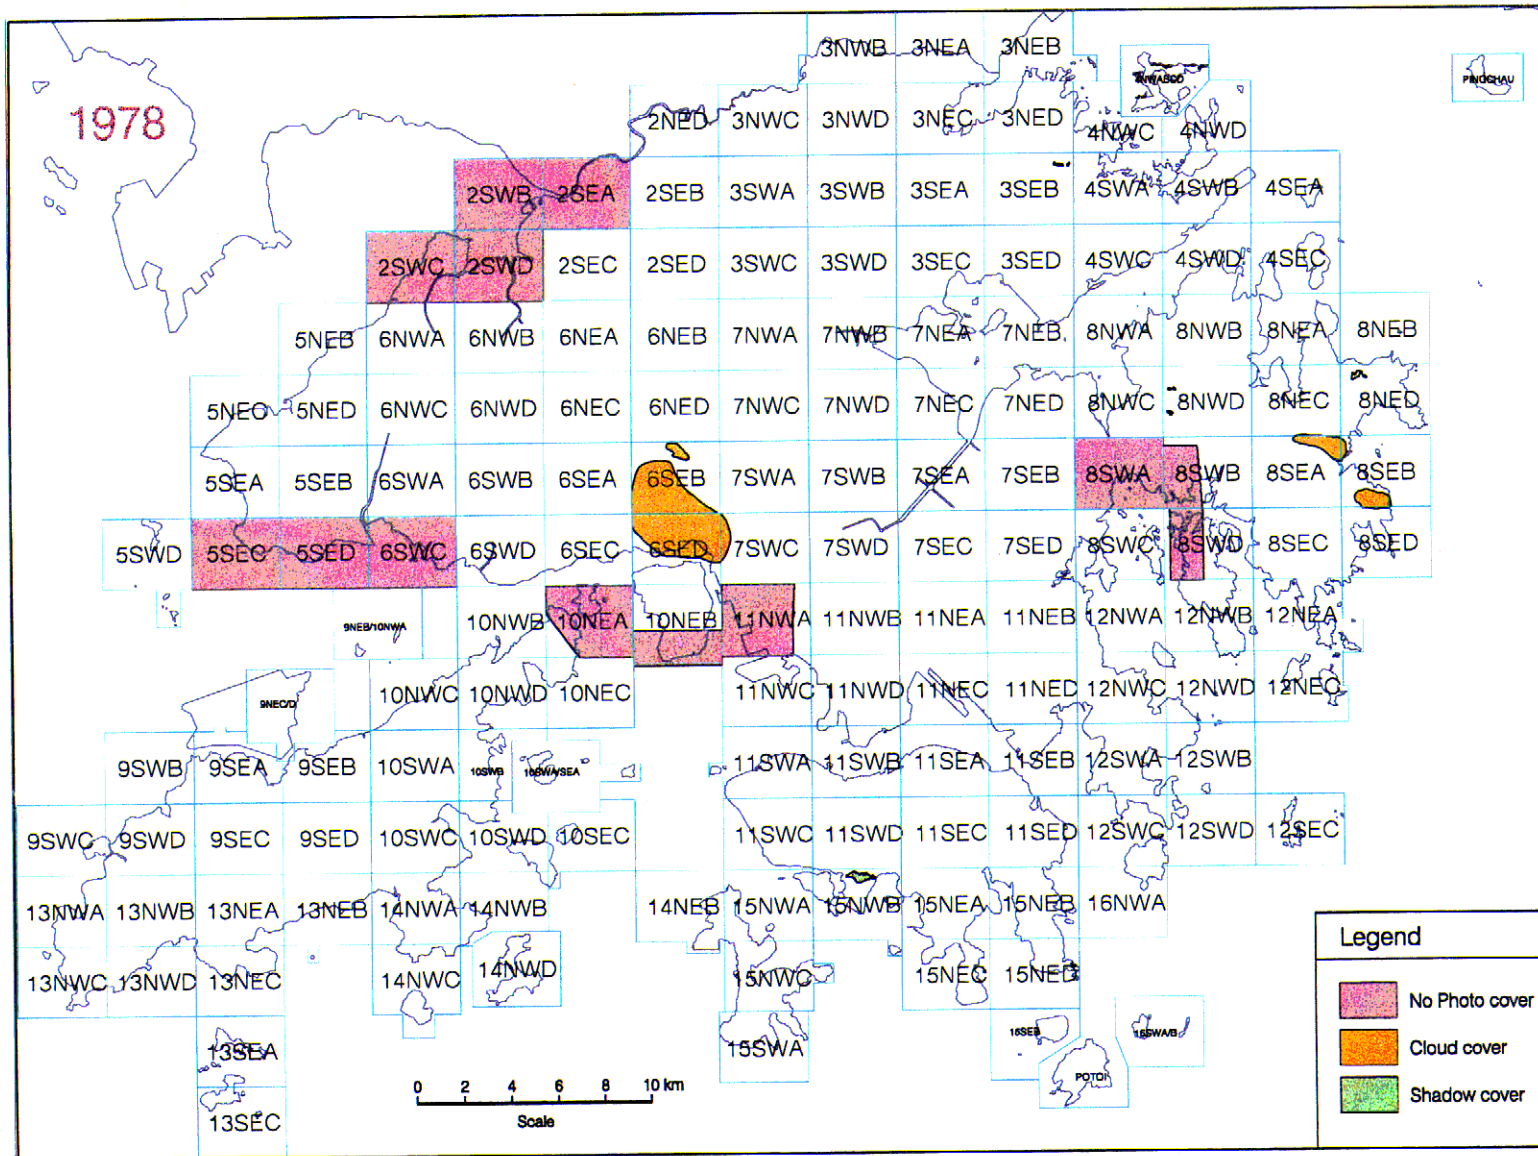 3NWB 3NEA 3NEB
PINGCHAU
1978
2NED 3NWC 3NWD 3NEC 3NED 4NWC 4NWD
2SWB 2SEA 2SEB 3SWA 3SWB 3SEA 3SEB 4SWA 4SWB 4SEA
2SWC 2SWD 2SEC 2SED 3SWC 3SWD 3SEC 3SED 4SWC 4SWD 4SEC
5NEB 6NWA 6NWB 6NEA 6NEB 7NWA 7NWB 7NEA 7NEB 8NWA 8NWB 8NEA 8NEB
5NEC 5NED 6NWC 6NWD 6NEC 6NED 7NWC 7NWD 7NEC 7NED 8NWC 8NWD 8NEC 8NED
5SEA 5SEB 6SWA 6SWB 6SEA 6SEB 7SWA 7SWB 7SEA 7SEB 8SWA 8SWB 8SEA 8SEB
5SWD 5SEC 5SED 6SWC 6SWD 6SEC 6SED 7SWC 7SWD 7SEC 7SED 8SWC 8SWD 8SEC 8SED
9NEB/10NWA 10NWB 10NEA 10NEB 11NWA 11NWB 11NEA 11NEB 12NWA 12NWB 12NEA
9NEC/D 10NWC 10NWD 10NEC 11NWC 11NWD 11NEC 11NED 12NWC 12NWD 12NEC
9SWB 9SEA 9SEB 10SWA 10SWB 10SWA/SEA 11SWA 11SWB 11SEA 11SEB 12SWA 12SWB
9SWC 9SWD 9SEC 9SED 10SWC 10SWD 10SEC 11SWC 11SWD 11SEC 11SED 12SWC 12SWD 12SEC
13NWA 13NWB 13NEA 13NEB 14NWA 14NWB 14NEB 15NWA 15NWB 15NEA 15NEB 16NWA
13NWC 13NWD 13NEC 14NWC 14NWD 15NWC 15NEC 15NED
13SEA 15SWA 15SEB
POTOI
13SEC
0 2 4 6 8 10 km
Scale
Legend
No Photo cover
Cloud cover
Shadow cover